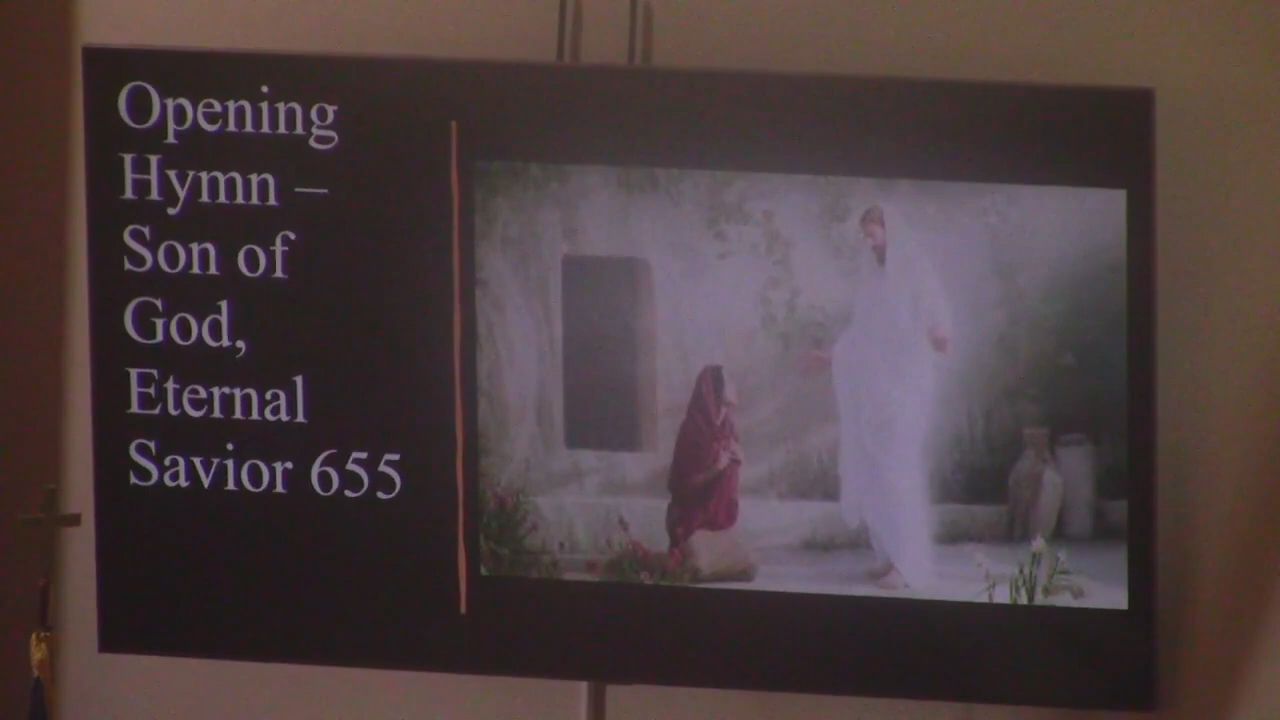 Opening
Hymn –
Son of
God,
Eternal
Savior 655